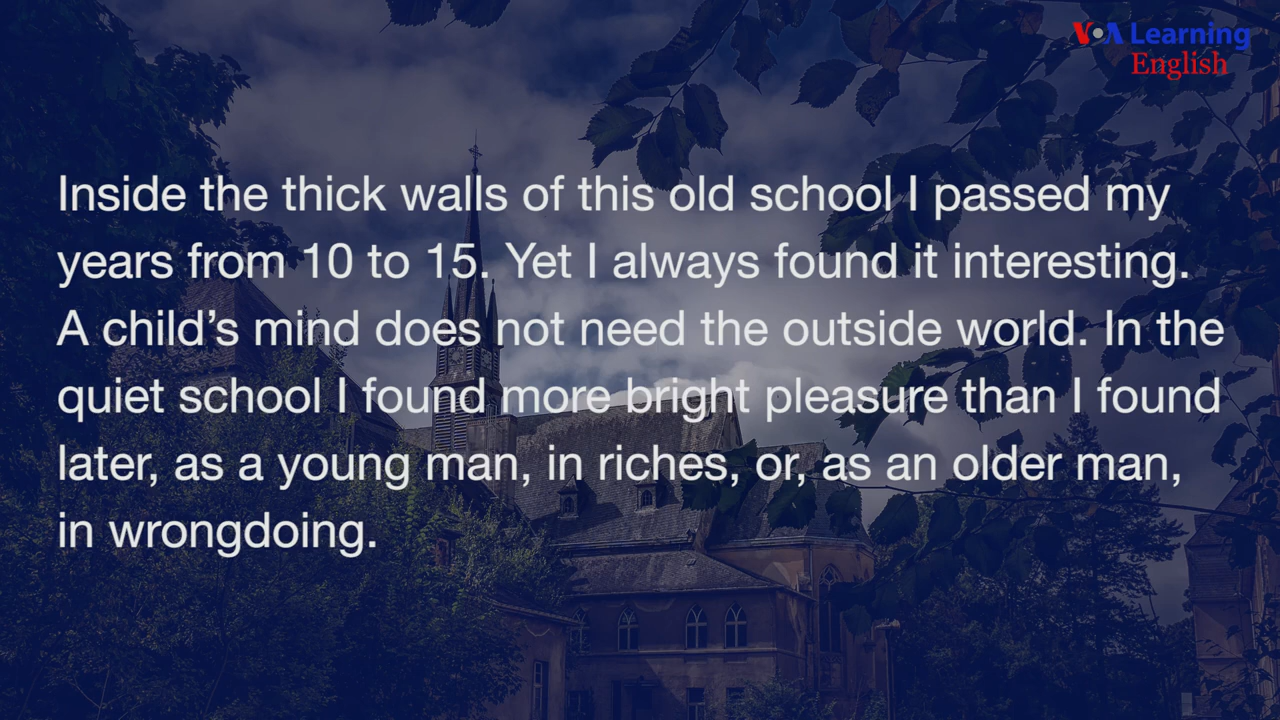 VOA Learning
English
Inside the thick walls of this old school I passed my
years from 10 to 15. Yet I always found it interesting.
A child’s mind does not need the outside world. In the
quiet school I found more bright pleasure than I found
later, as a young man, in riches, or, as an older man,
in wrongdoing.